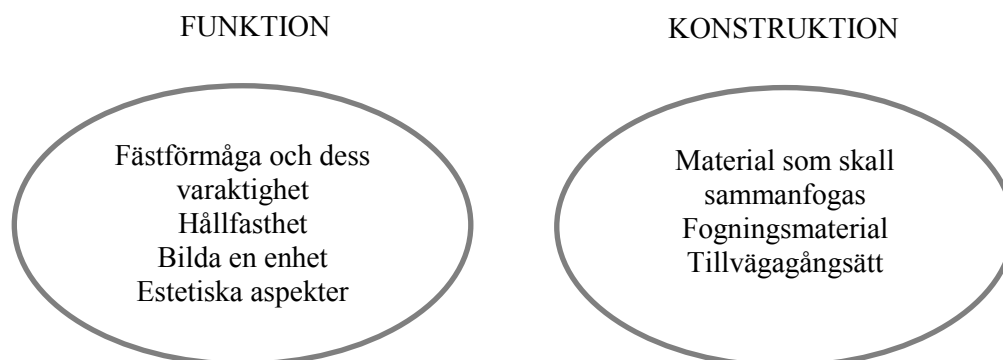 FUNKTION
KONSTRUKTION
Fästförmåga och dess
varaktighet
Hållfasthet
Bilda en enhet
Estetiska aspekter
Material som skall
sammanfogas
Fogningsmaterial
Tillvägagångsätt